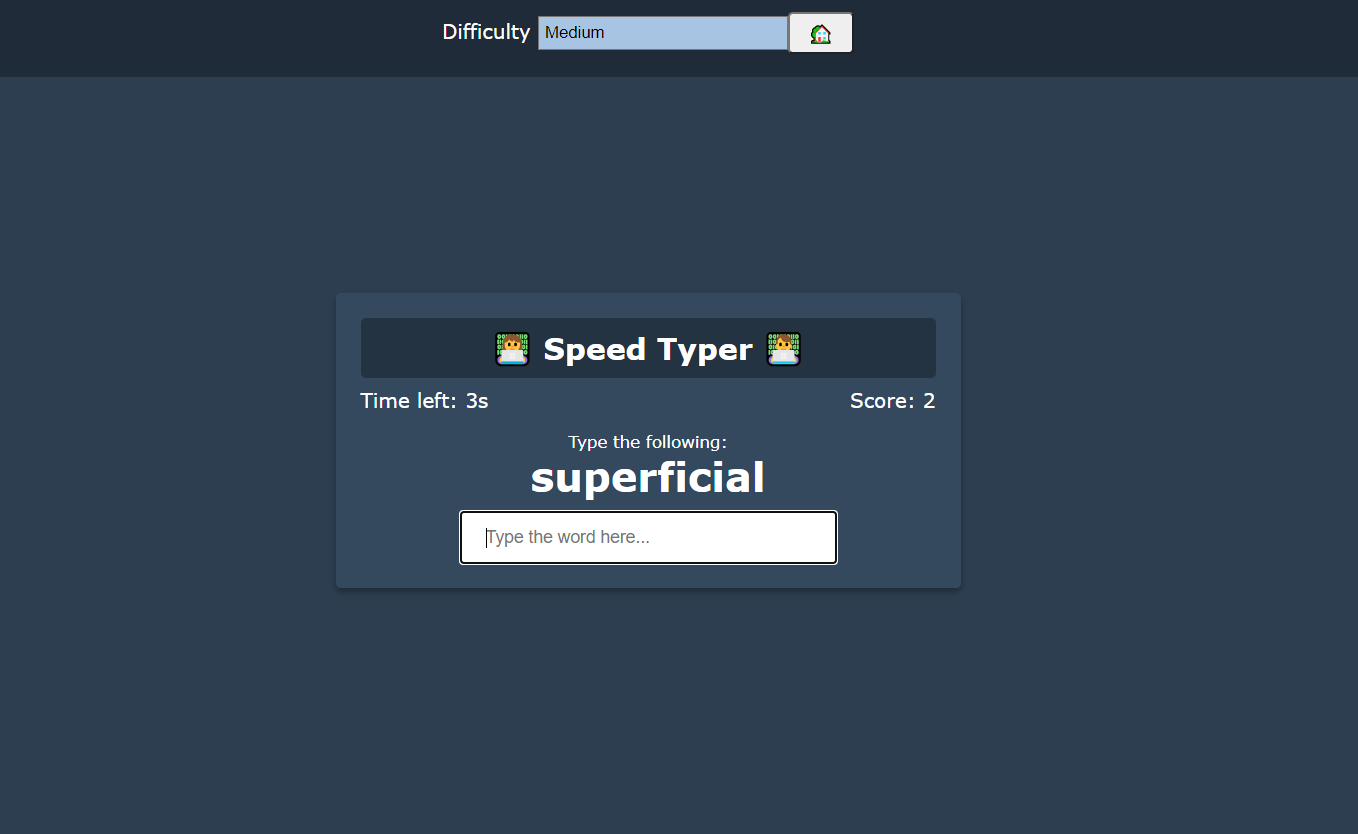 Difficulty Medium
Speed Typer
Time left: 3s Score: 2
Type the following:
superficial
Type the word here...